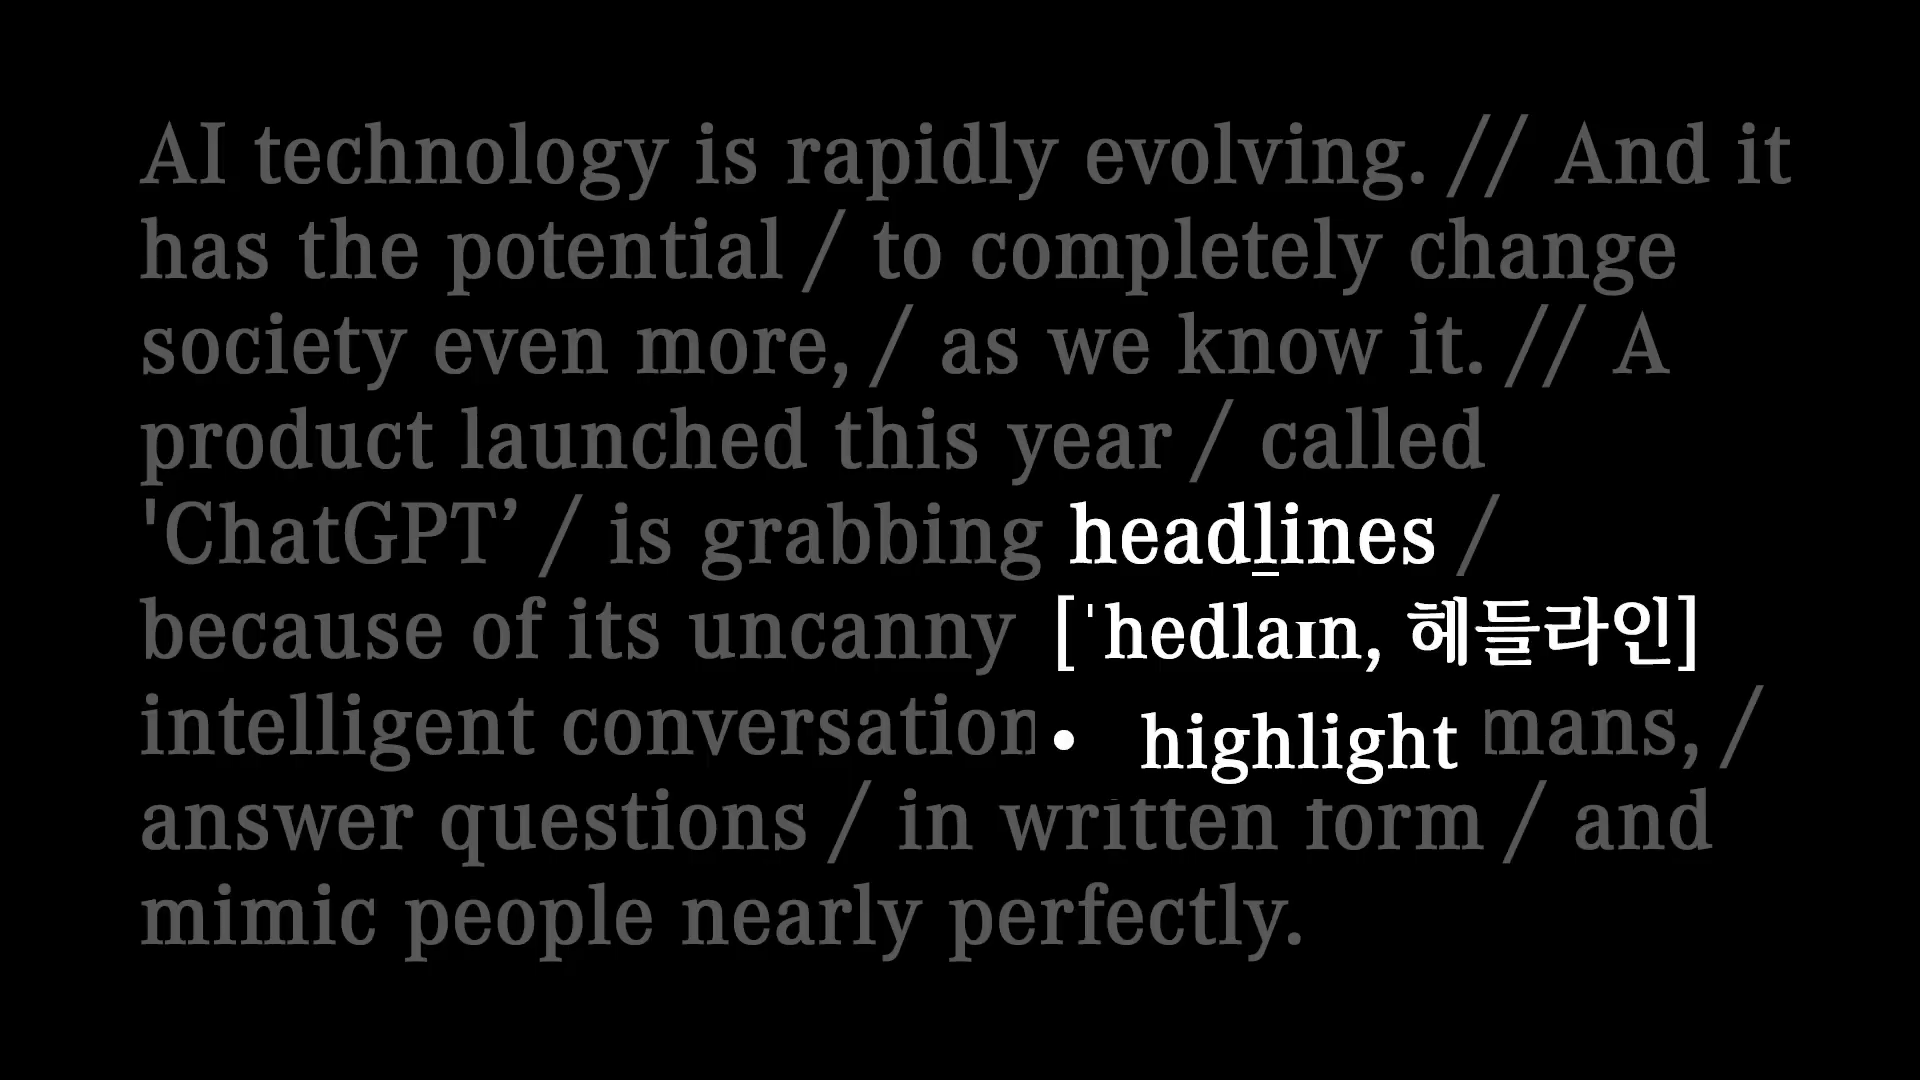 AI technology is rapidly evolving. // And it
has the potential / to completely change
society even more, / as we know it. // A
product launched this year / called
'ChatGPT’ / is grabbing headlines /
because of its uncanny [ˈhedlaɪn, 헤들라인]
intelligent conversation • highlight mans, /
answer questions / in written form / and
mimic people nearly perfectly.